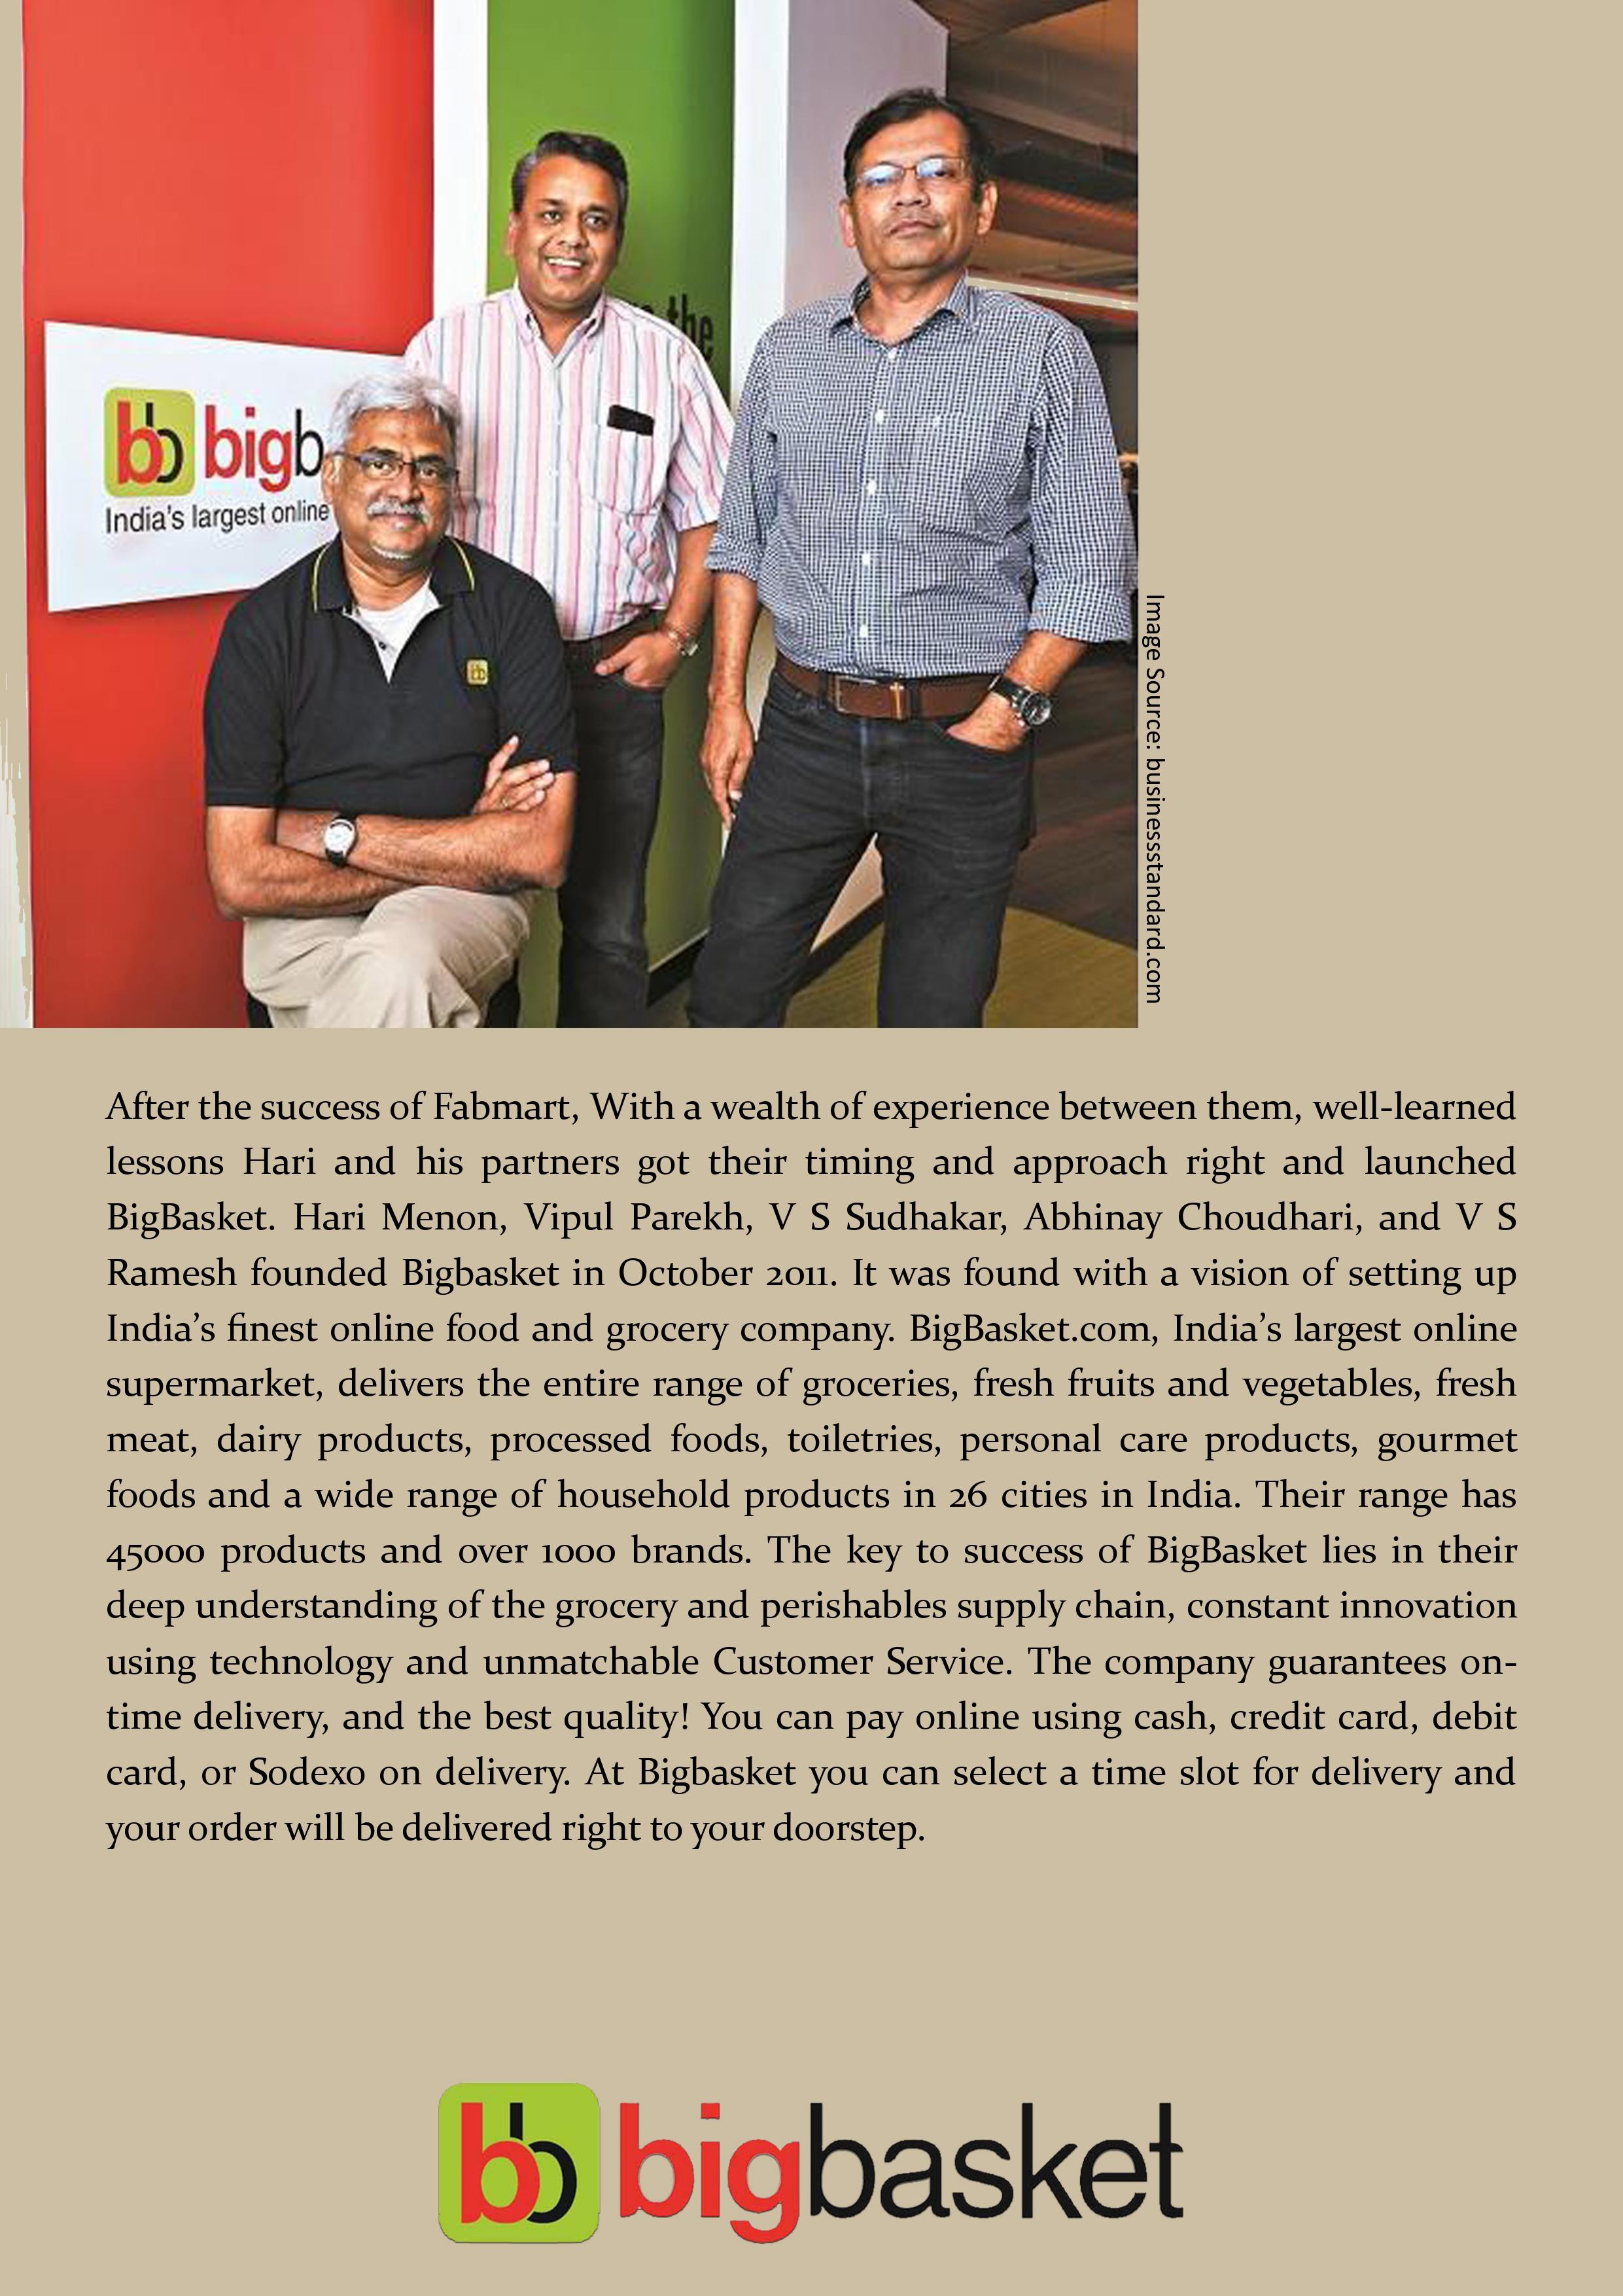 the
bb bigb
India's largest online
Image Source: businessstandard.com
After the success of Fabmart, With a wealth of experience between them, well-learned
lessons Hari and his partners got their timing and approach right and launched
BigBasket. Hari Menon, Vipul Parekh, V S Sudhakar, Abhinay Choudhari, and V S
Ramesh founded Bigbasket in October 2011. It was found with a vision of setting up
India’s finest online food and grocery company. BigBasket.com, India’s largest online
supermarket, delivers the entire range of groceries, fresh fruits and vegetables, fresh
meat, dairy products, processed foods, toiletries, personal care products, gourmet
foods and a wide range of household products in 26 cities in India. Their range has
45000 products and over 1000 brands. The key to success of BigBasket lies in their
deep understanding of the grocery and perishables supply chain, constant innovation
using technology and unmatchable Customer Service. The company guarantees on-
time delivery, and the best quality! You can pay online using cash, credit card, debit
card, or Sodexo on delivery. At Bigbasket you can select a time slot for delivery and
your order will be delivered right to your doorstep.
bb bigbasket